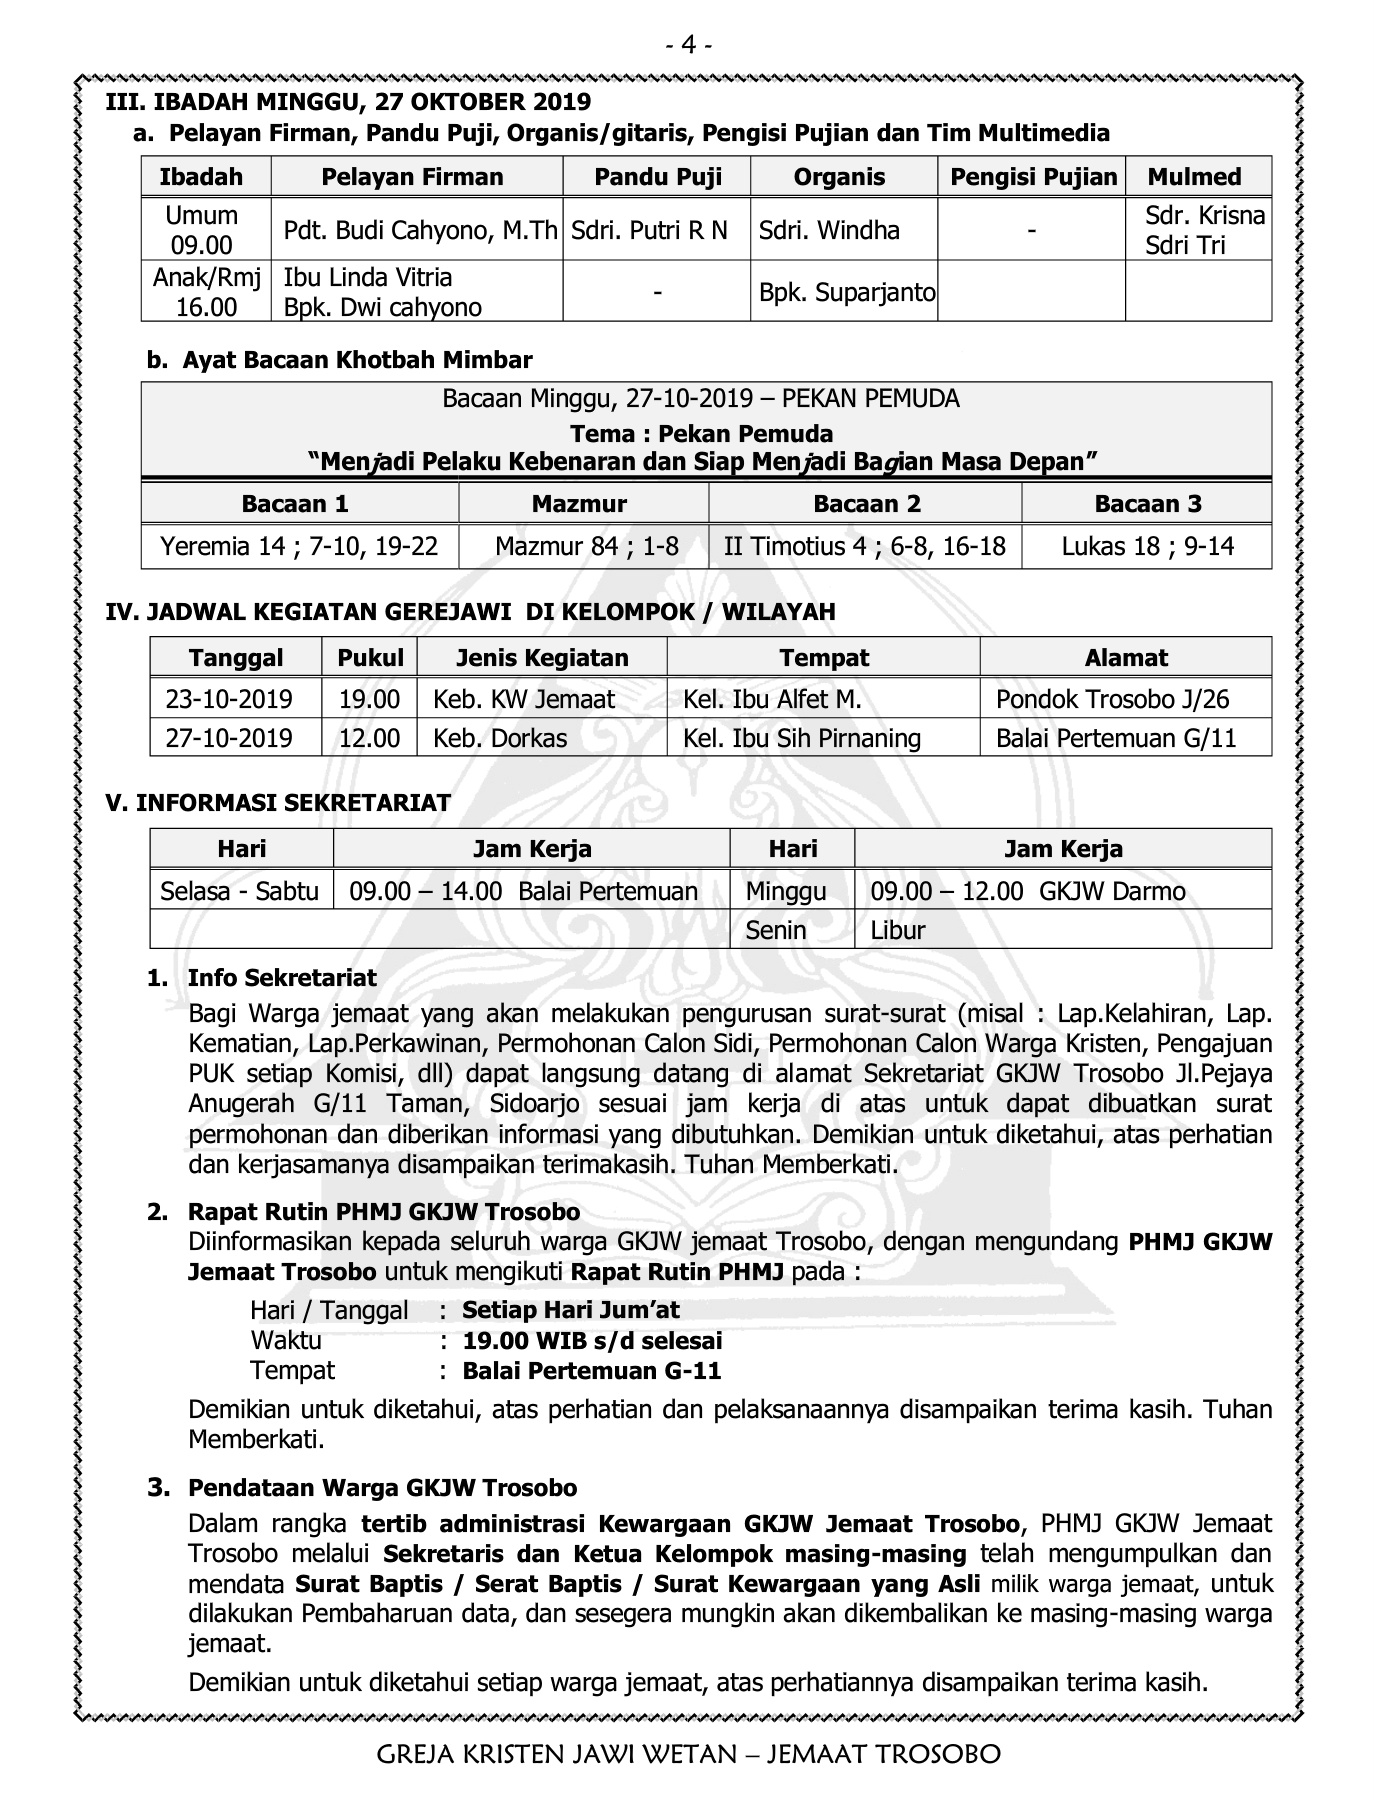 - 4 -
III. IBADAH MINGGU, 27 OKTOBER 2019
a. Pelayan Firman, Pandu Puji, Organis/gitaris, Pengisi Pujian dan Tim Multimedia
Ibadah Pelayan Firman Pandu Puji Organis Pengisi Pujian Mulmed
Umum 09.00 Pdt. Budi Cahyono, M.Th Sdri. Putri R N Sdri. Windha - Sdr. Krisna Sdri Tri
Anak/Rmj 16.00 Ibu Linda Vitria Bpk. Dwi cahyono - Bpk. Suparjanto
b. Ayat Bacaan Khotbah Mimbar
Bacaan Minggu, 27-10-2019 – PEKAN PEMUDA
Tema : Pekan Pemuda
“Menjadi Pelaku Kebenaran dan Siap Menjadi Bagian Masa Depan”
Bacaan 1 Mazmur Bacaan 2 Bacaan 3
Yeremia 14 ; 7-10, 19-22 Mazmur 84 ; 1-8 II Timotius 4 ; 6-8, 16-18 Lukas 18 ; 9-14
IV. JADWAL KEGIATAN GEREJAWI DI KELOMPOK / WILAYAH
Tanggal Pukul Jenis Kegiatan Tempat Alamat
23-10-2019 19.00 Keb. KW Jemaat Kel. Ibu Alfet M. Pondok Trosobo J/26
27-10-2019 12.00 Keb. Dorkas Kel. Ibu Sih Pirnaning Balai Pertemuan G/11
V. INFORMASI SEKRETARIAT
Hari Jam Kerja Hari Jam Kerja
Selasa - Sabtu 09.00 – 14.00 Balai Pertemuan Minggu 09.00 – 12.00 GKJW Darmo
Senin Libur
1. Info Sekretariat
Bagi Warga jemaat yang akan melakukan pengurusan surat-surat (misal : Lap.Kelahiran, Lap.
Kematian, Lap.Perkawinan, Permohonan Calon Sidi, Permohonan Calon Warga Kristen, Pengajuan
PUK setiap Komisi, dll) dapat langsung datang di alamat Sekretariat GKJW Trosobo Jl.Pejaya
Anugerah G/11 Taman, Sidoarjo sesuai jam kerja di atas untuk dapat dibuatkan surat
permohonan dan diberikan informasi yang dibutuhkan. Demikian untuk diketahui, atas perhatian
dan kerjasamanya disampaikan terimakasih. Tuhan Memberkati.
2. Rapat Rutin PHMJ GKJW Trosobo
Diinformasikan kepada seluruh warga GKJW jemaat Trosobo, dengan mengundang PHMJ GKJW
Jemaat Trosobo untuk mengikuti Rapat Rutin PHMJ pada :
Hari / Tanggal : Setiap Hari Jum’at
Waktu : 19.00 WIB s/d selesai
Tempat : Balai Pertemuan G-11
Demikian untuk diketahui, atas perhatian dan pelaksanaannya disampaikan terima kasih. Tuhan
Memberkati.
3. Pendataan Warga GKJW Trosobo
Dalam rangka tertib administrasi Kewargaan GKJW Jemaat Trosobo, PHMJ GKJW Jemaat
Trosobo melalui Sekretaris dan Ketua Kelompok masing-masing telah mengumpulkan dan
mendata Surat Baptis / Serat Baptis / Surat Kewargaan yang Asli milik warga jemaat, untuk
dilakukan Pembaharuan data, dan sesegera mungkin akan dikembalikan ke masing-masing warga
jemaat.
Demikian untuk diketahui setiap warga jemaat, atas perhatiannya disampaikan terima kasih.
GREJA KRISTEN JAWI WETAN – JEMAAT TROSOBO